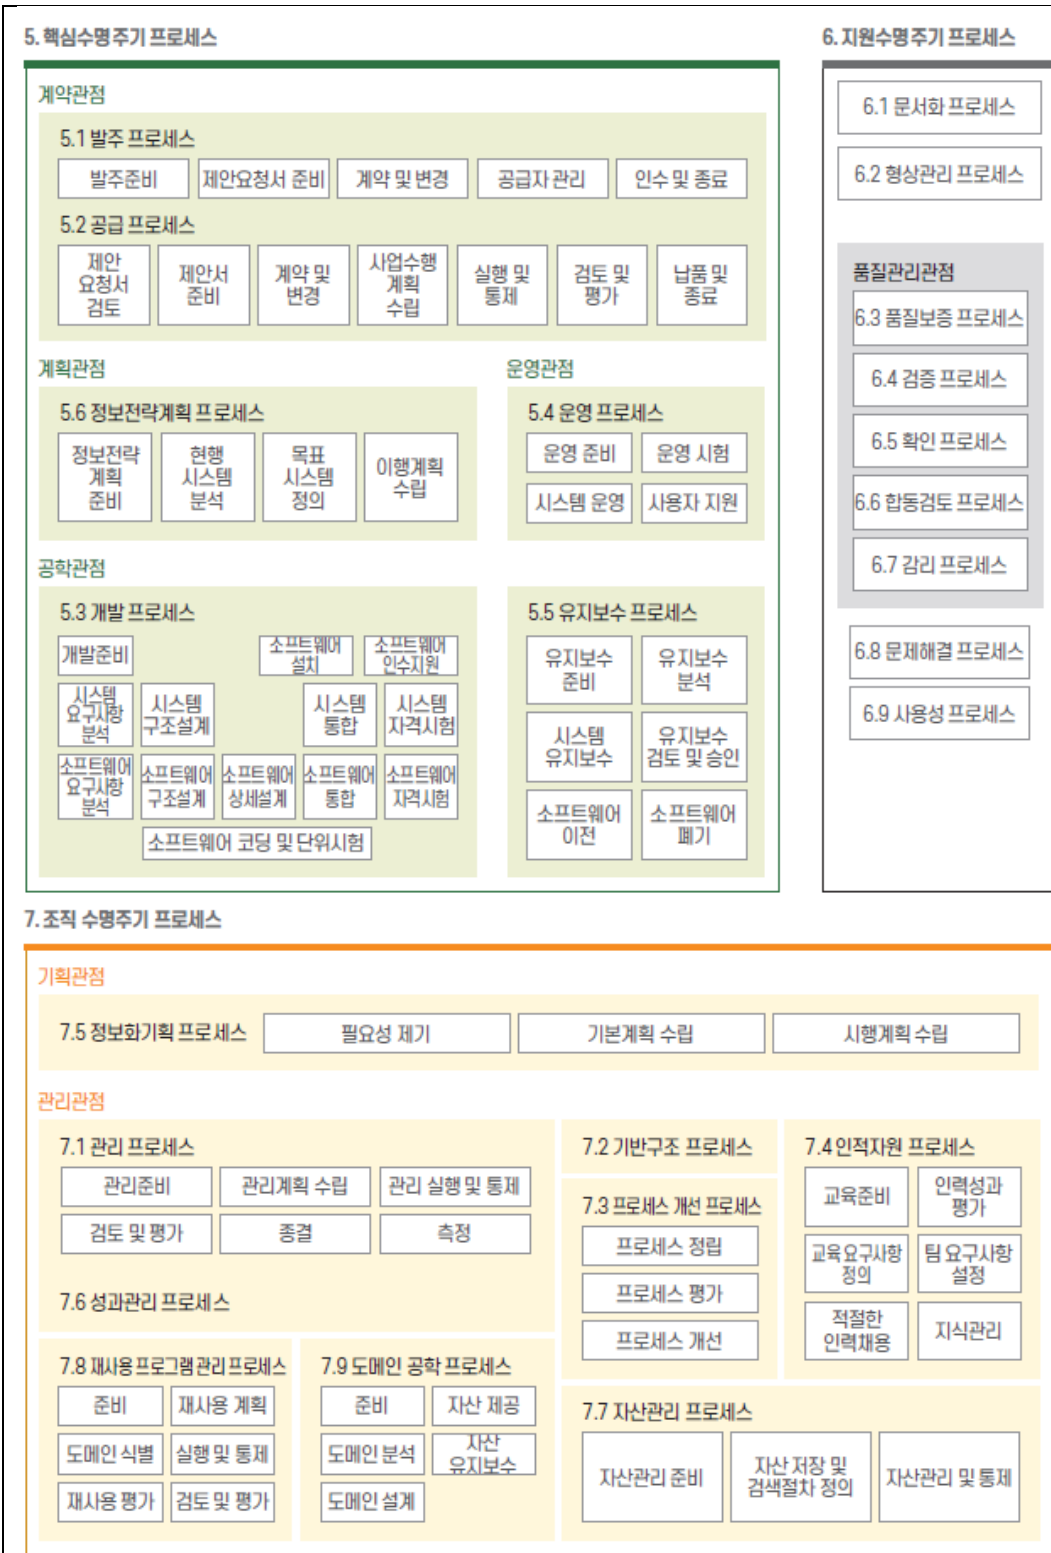 5. 핵심수명주기 프로세스
계약관점
5.1 발주 프로세스
발주준비
제안요청서 준비
계약 및 변경
공급자 관리
인수 및 종료
5.2 공급 프로세스
제안
요청서
검토
제안서
준비
계약 및
변경
사업수행
계획
수립
실행 및
통제
검토 및
평가
납품 및
종료
계획관점
5.6 정보전략계획 프로세스
정보전략
계획
준비
현행
시스템
분석
목표
시스템
정의
이행계획
수립
운영관점
5.4 운영 프로세스
운영 준비
운영 시험
시스템 운영
사용자 지원
공학관점
5.3 개발 프로세스
개발준비
소프트웨어
설치
소프트웨어
인수지원
시스템
요구사항
분석
시스템
구조설계
시스템
통합
시스템
자격시험
소프트웨어
요구사항
분석
소프트웨어
구조설계
소프트웨어
상세설계
소프트웨어
통합
소프트웨어
자격시험
소프트웨어 코딩 및 단위시험
5.5 유지보수 프로세스
유지보수
준비
유지보수
분석
시스템
유지보수
유지보수
검토 및 승인
소프트웨어
이전
소프트웨어
폐기
6. 지원수명주기 프로세스
6.1 문서화 프로세스
6.2 형상관리 프로세스
품질관리관점
6.3 품질보증 프로세스
6.4 검증 프로세스
6.5 확인 프로세스
6.6 합동검토 프로세스
6.7 감리 프로세스
6.8 문제해결 프로세스
6.9 사용성 프로세스
7. 조직 수명주기 프로세스
기획관점
7.5 정보화기획 프로세스
필요성 제기
기본계획 수립
시행계획 수립
관리관점
7.1 관리 프로세스
관리준비
관리계획 수립
관리 실행 및 통제
검토 및 평가
종결
측정
7.6 성과관리 프로세스
7.2 기반구조 프로세스
7.3 프로세스 개선 프로세스
프로세스 정립
프로세스 평가
프로세스 개선
7.4 인적자원 프로세스
교육준비
인력성과
평가
교육 요구사항
정의
팀 요구사항
설정
적절한
인력채용
지식관리
7.8 재사용프로그램관리 프로세스
준비
재사용 계획
도메인 식별
실행 및 통제
재사용 평가
검토 및 평가
7.9 도메인 공학 프로세스
준비
자산 제공
도메인 분석
자산
유지보수
도메인 설계
7.7 자산관리 프로세스
자산관리 준비
자산 저장 및
검색절차 정의
자산관리 및 통제